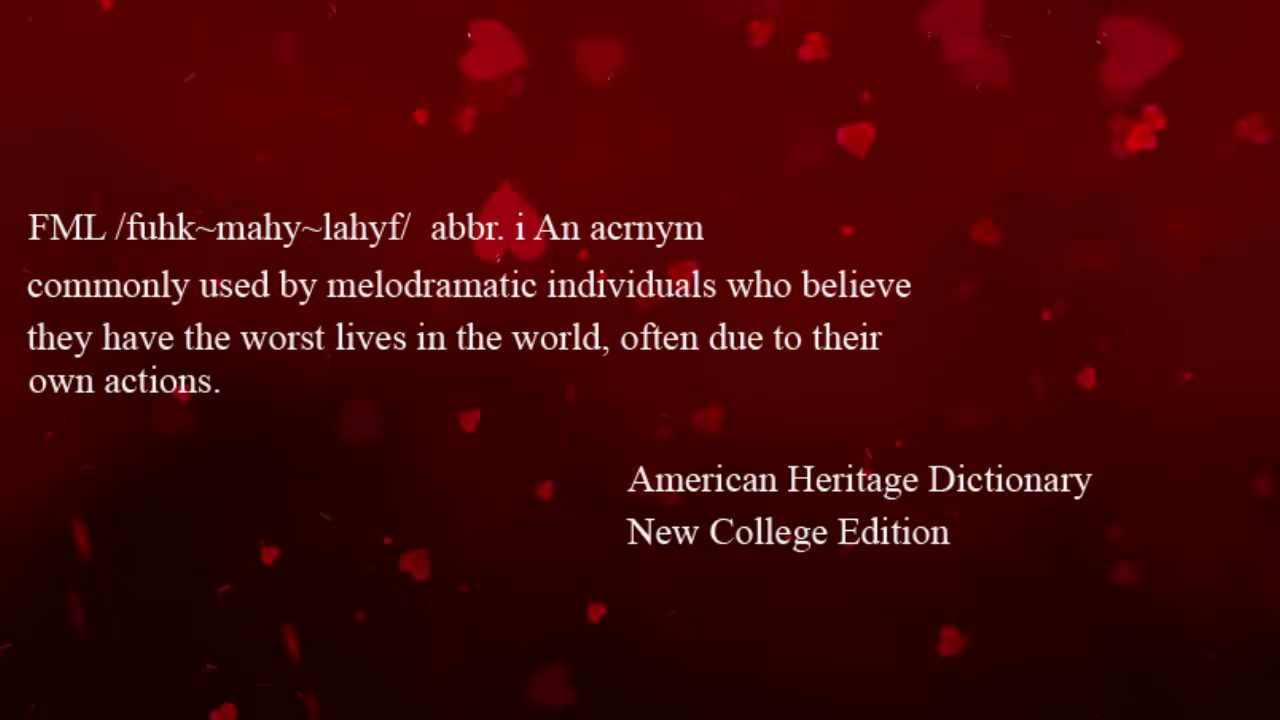 FML /fuhk~mahy~lahyf/ abbr. i An acrnym
commonly used by melodramatic individuals who believe
they have the worst lives in the world, often due to their
own actions.
American Heritage Dictionary
New College Edition